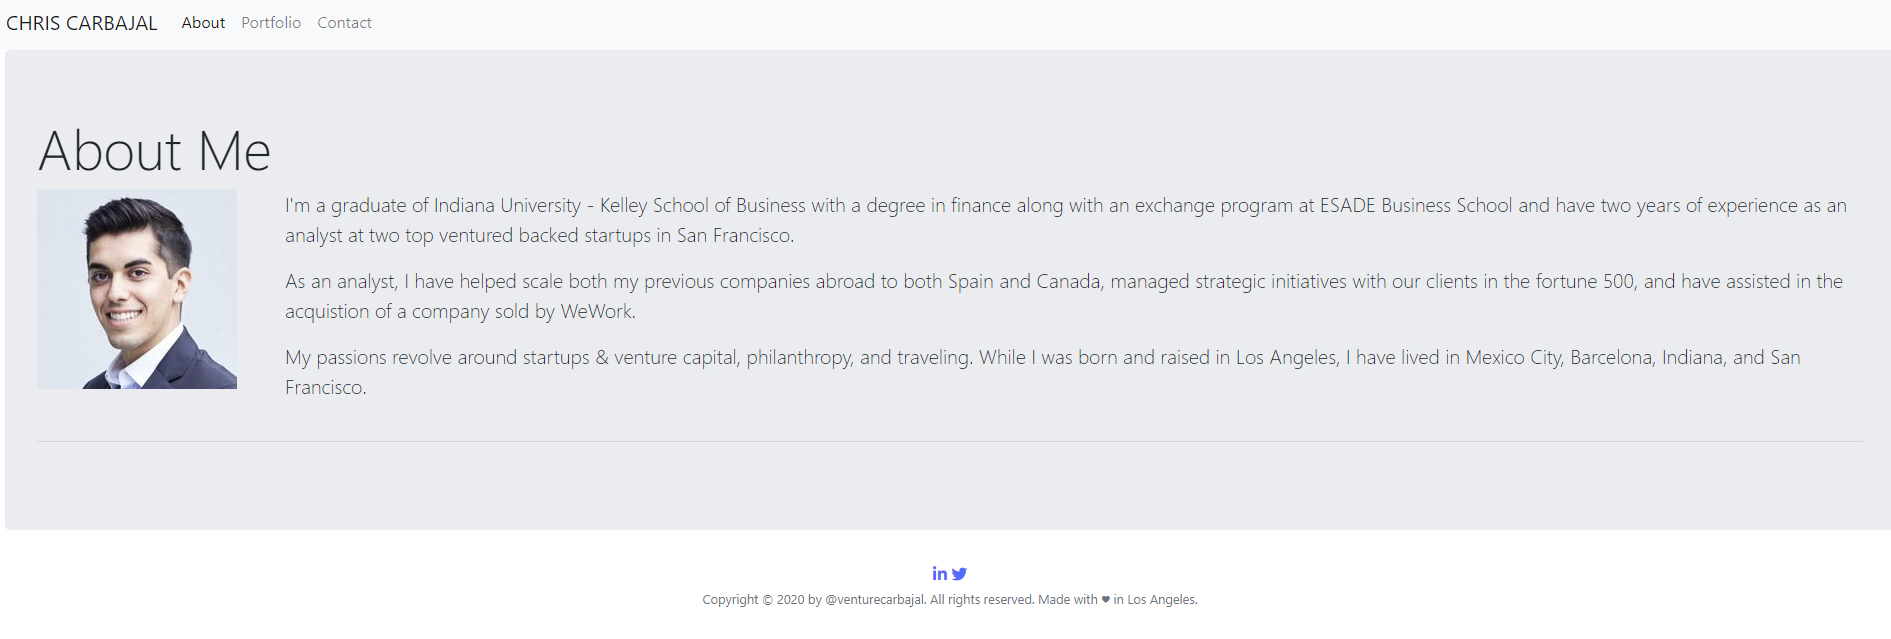 CHRIS CARBAJAL About Portfolio Contact
About Me
I'm a graduate of Indiana University - Kelley School of Business with a degree in finance along with an exchange program at ESADE Business School and have two years of experience as an
analyst at two top ventured backed startups in San Francisco.
As an analyst, I have helped scale both my previous companies abroad to both Spain and Canada, managed strategic initiatives with our clients in the fortune 500, and have assisted in the
acquistion of a company sold by WeWork.
My passions revolve around startups & venture capital, philanthropy, and traveling. While I was born and raised in Los Angeles, I have lived in Mexico City, Barcelona, Indiana, and San
Francisco.
in
Copyright © 2020 by @venturecarbajal. All rights reserved. Made with ❤ in Los Angeles.